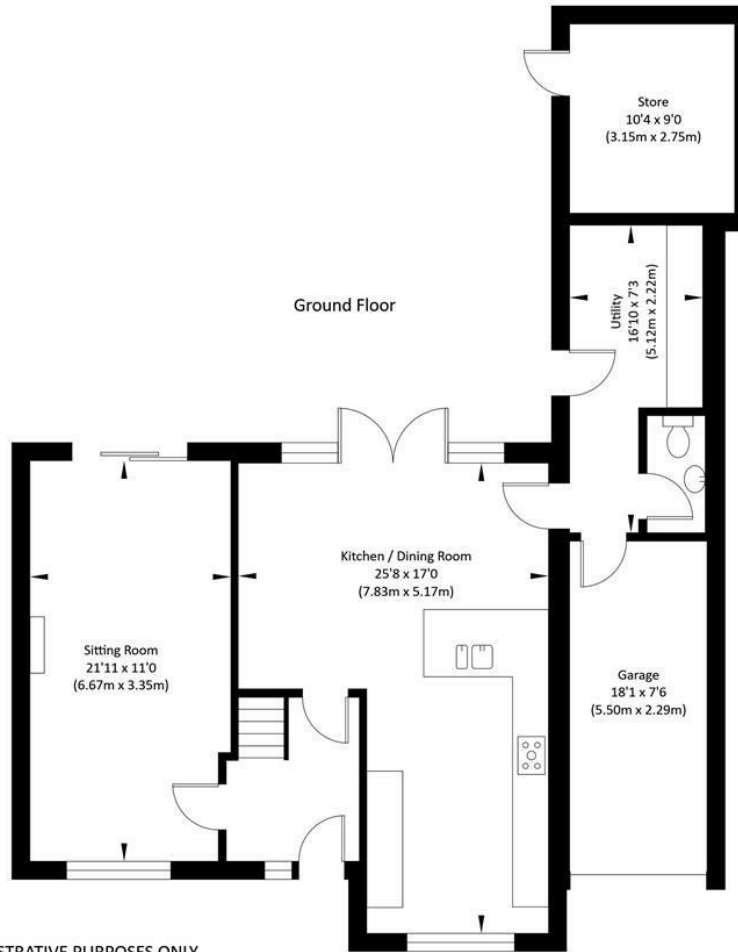 Store
10'4 x 9'0
(3.15m x 2.75m)
Ground Floor
Utility
16'10 x 7'3
(5.12m x 2.22m)
Kitchen / Dining Room
25'8 x 17'0
(7.83m x 5.17m)
Sitting Room
21'11 x 11'0
(6.67m x 3.35m)
Garage
18'1 x 7'6
(5.50m x 2.29m)
PURPOSES ONLY